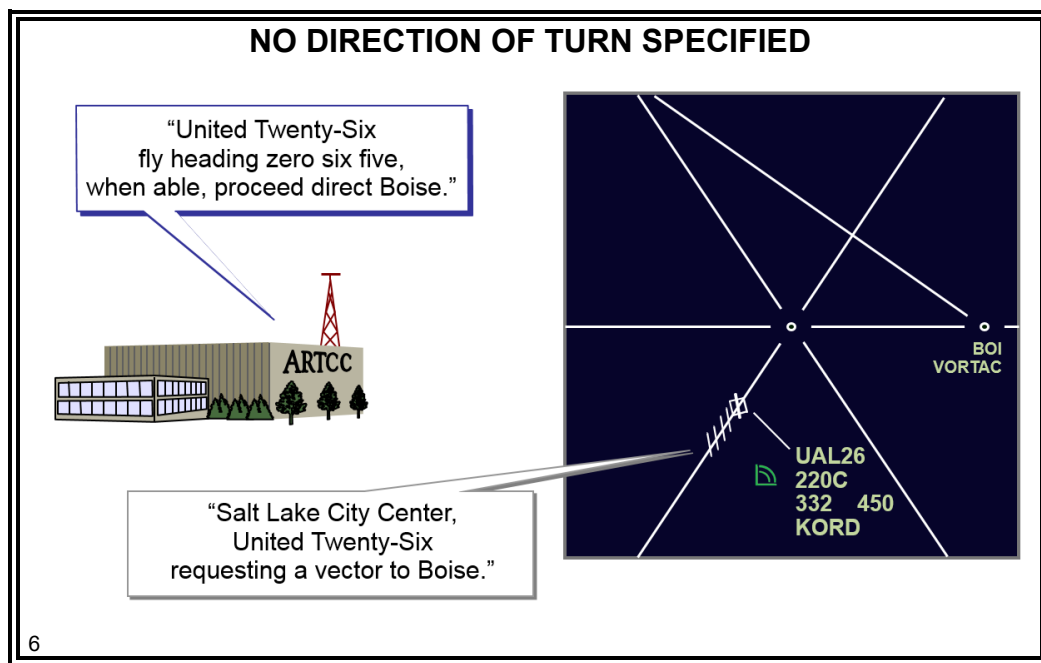 NO DIRECTION OF TURN SPECIFIED
“United Twenty-Six
fly heading zero six five,
when able, proceed direct Boise.”
ARTCC
BOI
VORTAC
UAL26
220C
332 450
KORD
“Salt Lake City Center,
United Twenty-Six
requesting a vector to Boise.”
6